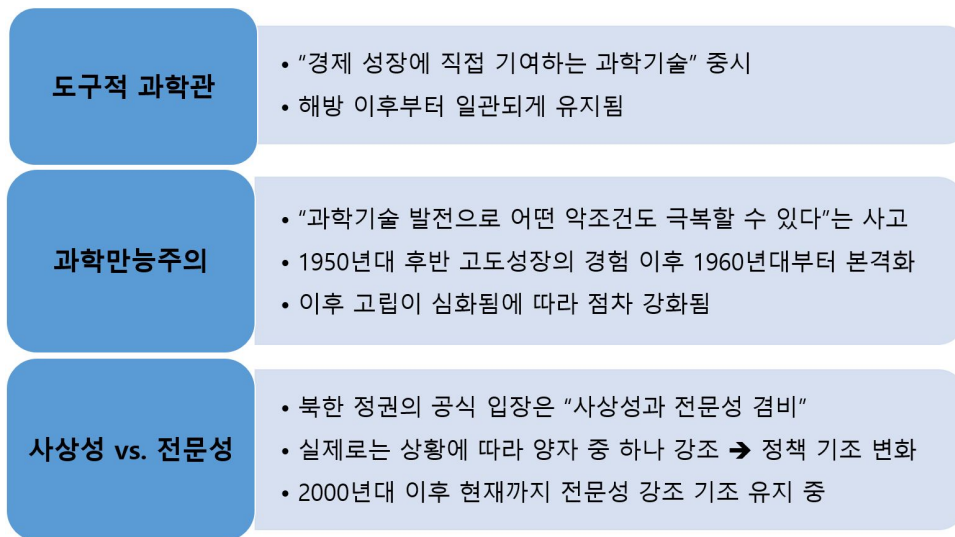 도구적 과학관
• “경제 성장에 직접 기여하는 과학기술” 중시
• 해방 이후부터 일관되게 유지됨
과학만능주의
• “과학기술 발전으로 어떤 악조건도 극복할 수 있다”는 사고
• 1950년대 후반 고도성장의 경험 이후 1960년대부터 본격화
• 이후 고립이 심화됨에 따라 점차 강화됨
사상성 vs. 전문성
• 북한 정권의 공식 입장은 “사상성과 전문성 겸비”
• 실제로는 상황에 따라 양자 중 하나 강조 ➔ 정책 기조 변화
• 2000년대 이후 현재까지 전문성 강조 기조 유지 중